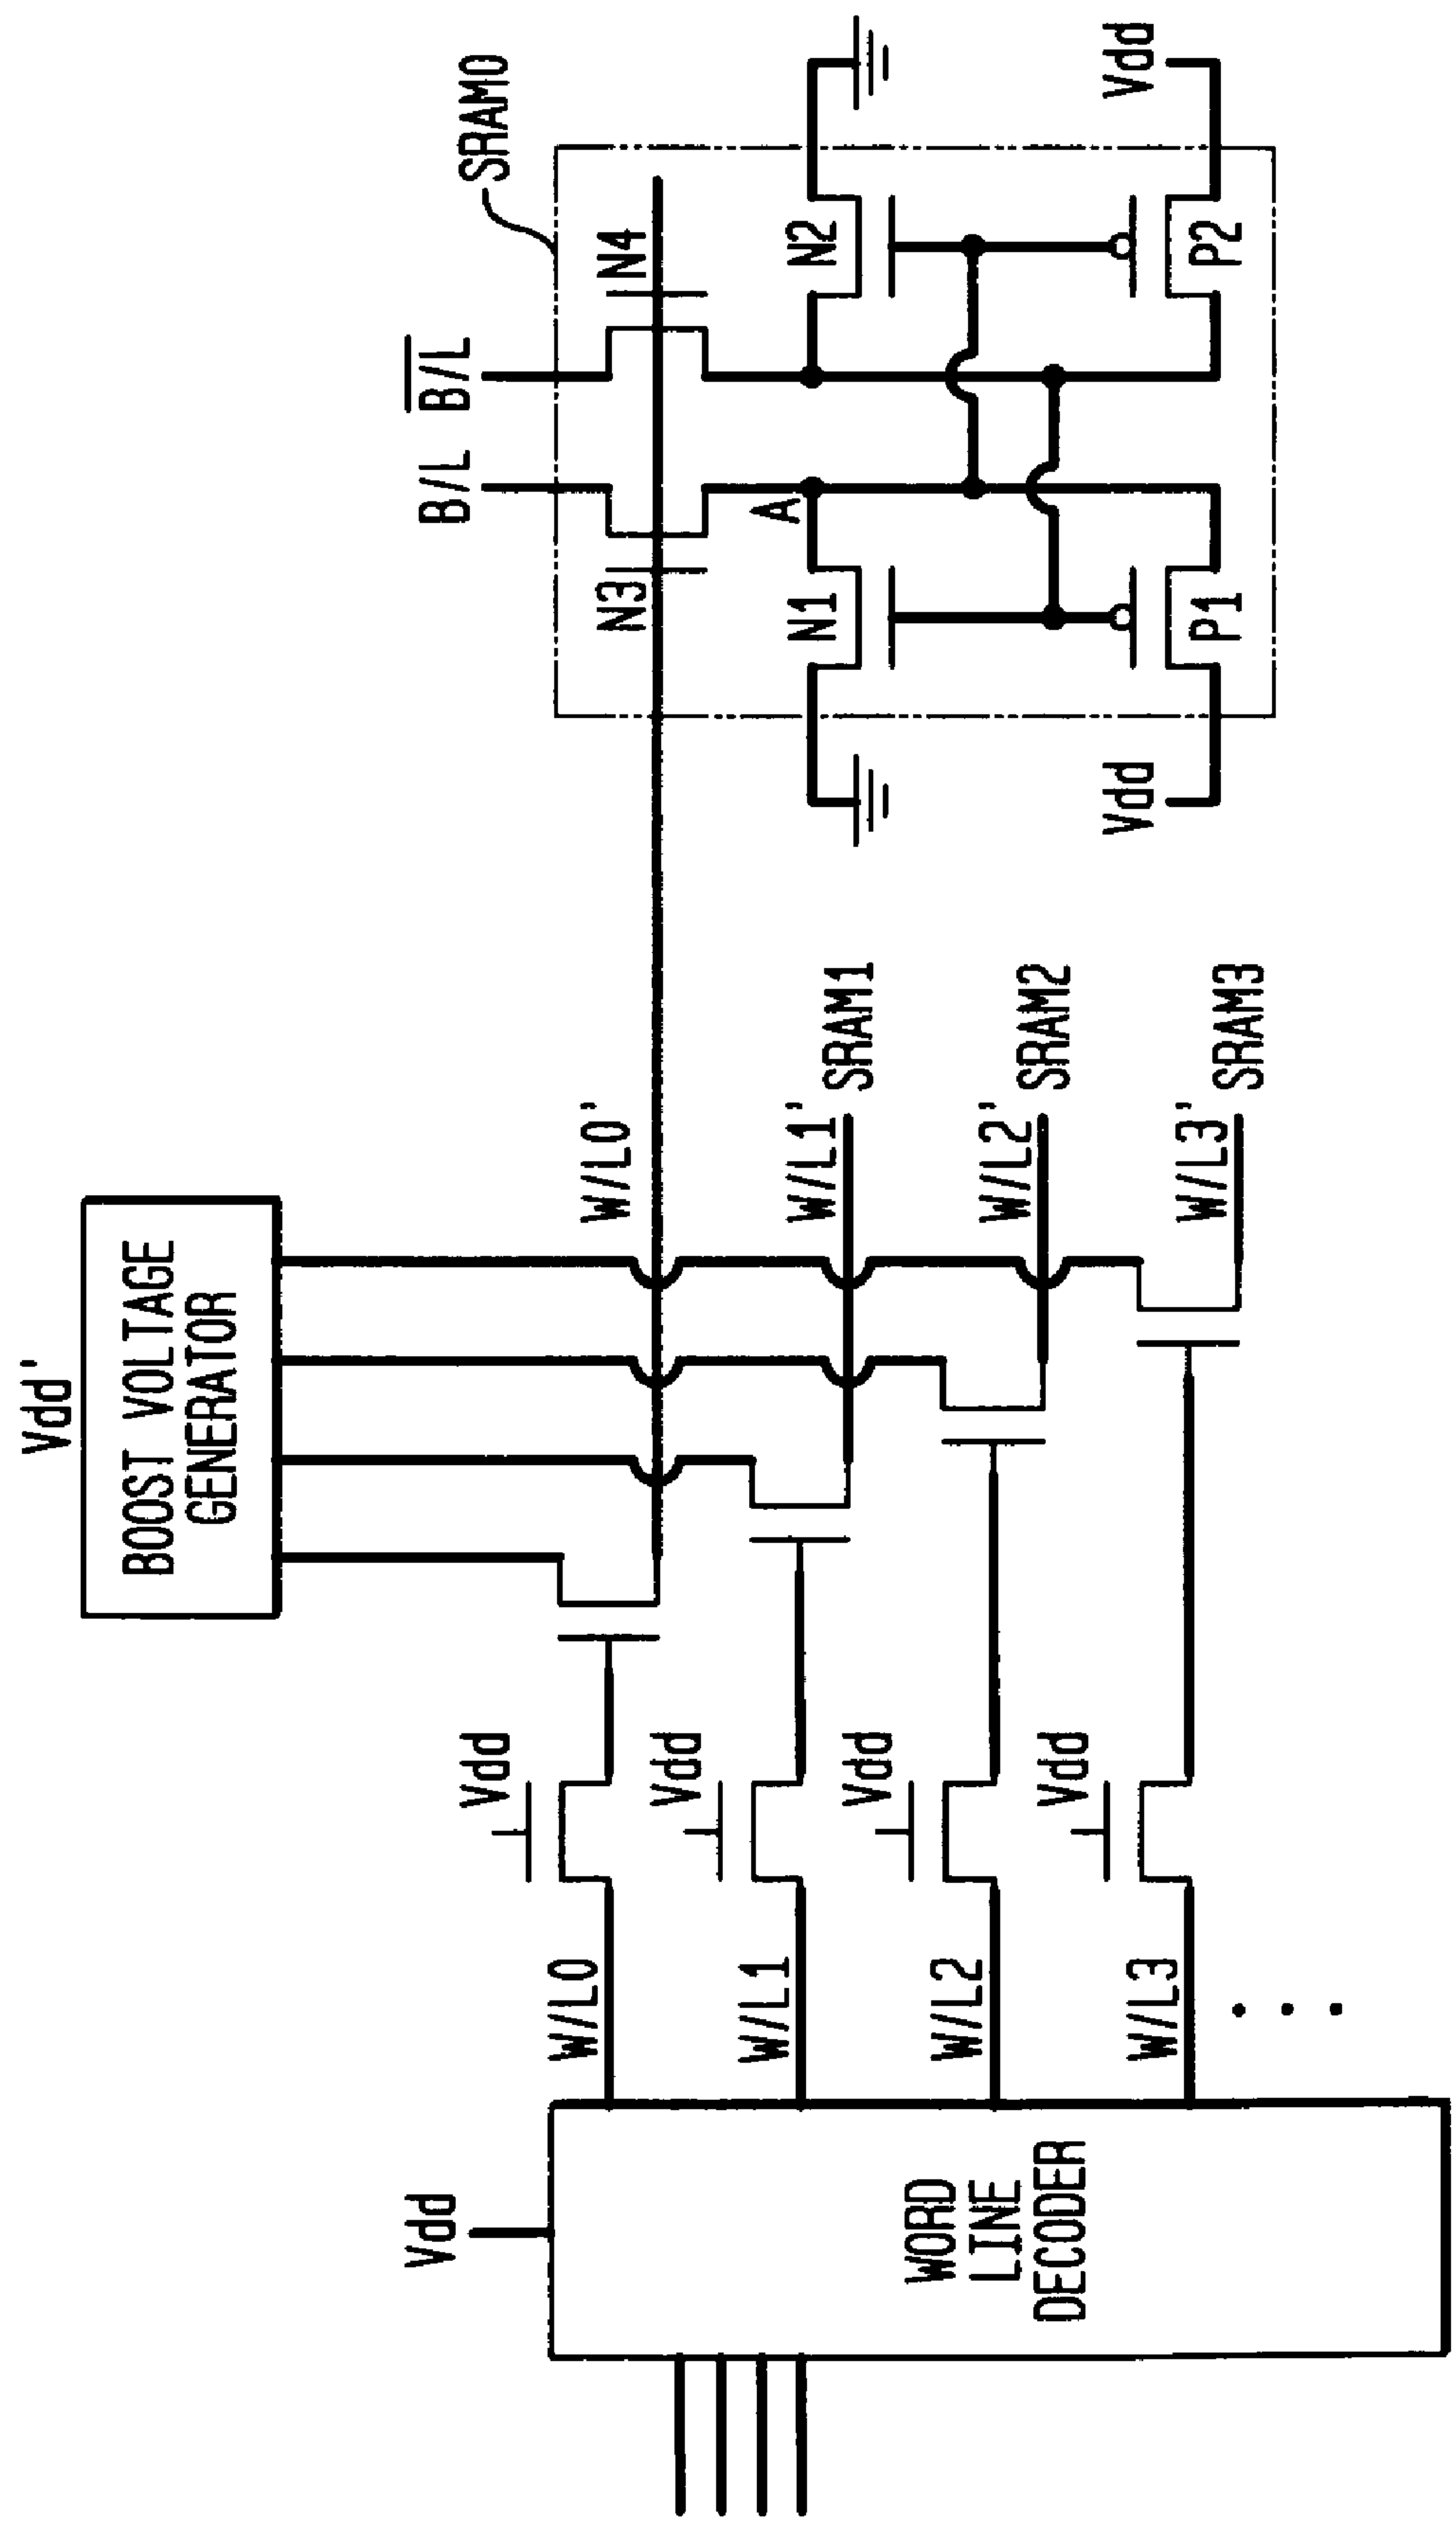 Vdd'
BOOST VOLTAGE
GENERATOR
Vdd
WORD
LINE
DECODER
W/L0
W/L1
W/L2
W/L3
. . .
Vdd
Vdd
Vdd
Vdd
W/L0'
W/L1'
W/L2'
W/L3'
SRAM1
SRAM2
SRAM3
SRAM0
B/L
B/L
N3
N4
A
N1
N2
P1
P2
Vdd
Vdd